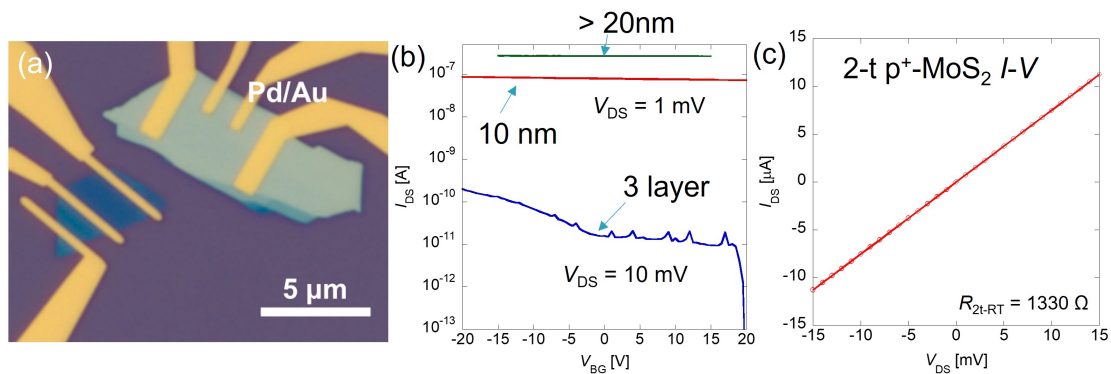 (a)
Pd/Au
5 μm
(b)
> 20nm
10⁻⁷
10⁻⁸
10⁻⁹
10⁻¹⁰
10⁻¹¹
10⁻¹²
10⁻¹³
I_DS [A]
V_DS = 1 mV
10 nm
3 layer
V_DS = 10 mV
-20 -15 -10 -5 0 5 10 15 20
V_BG [V]
(c)
2-t p⁺-MoS₂ I-V
15
10
5
0
-5
-10
-15
I_DS [μA]
R_2t-RT = 1330 Ω
-15 -10 -5 0 5 10 15
V_DS [mV]